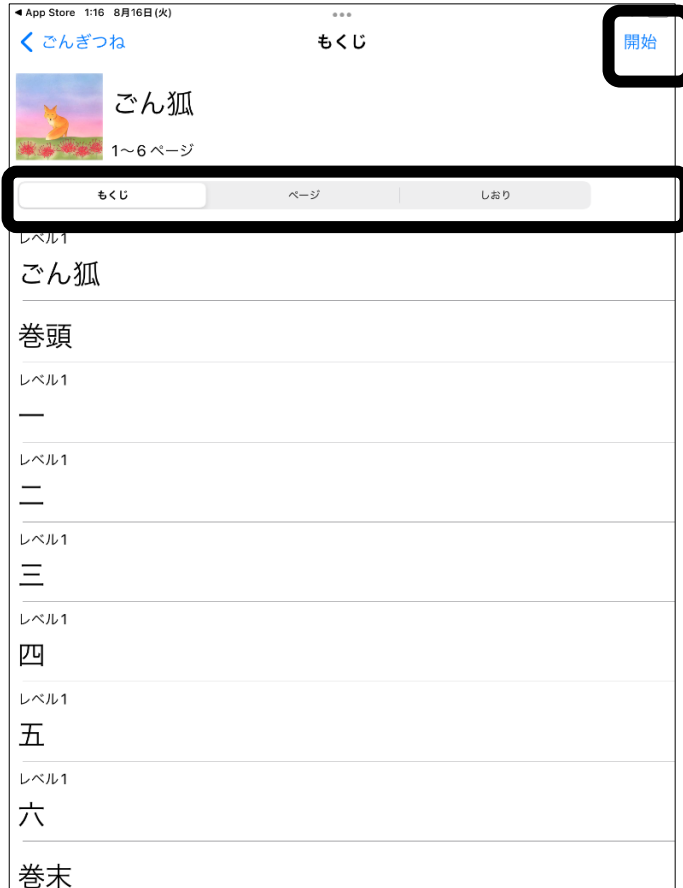 ◀ App Store 1:16 8月16日(火)
ごんぎつね もくじ 開始
ごん狐
1〜6 ページ
もくじ ページ しおり
レベル1
ごん狐
巻頭
レベル1
一
レベル1
二
レベル1
三
レベル1
四
レベル1
五
レベル1
六
巻末